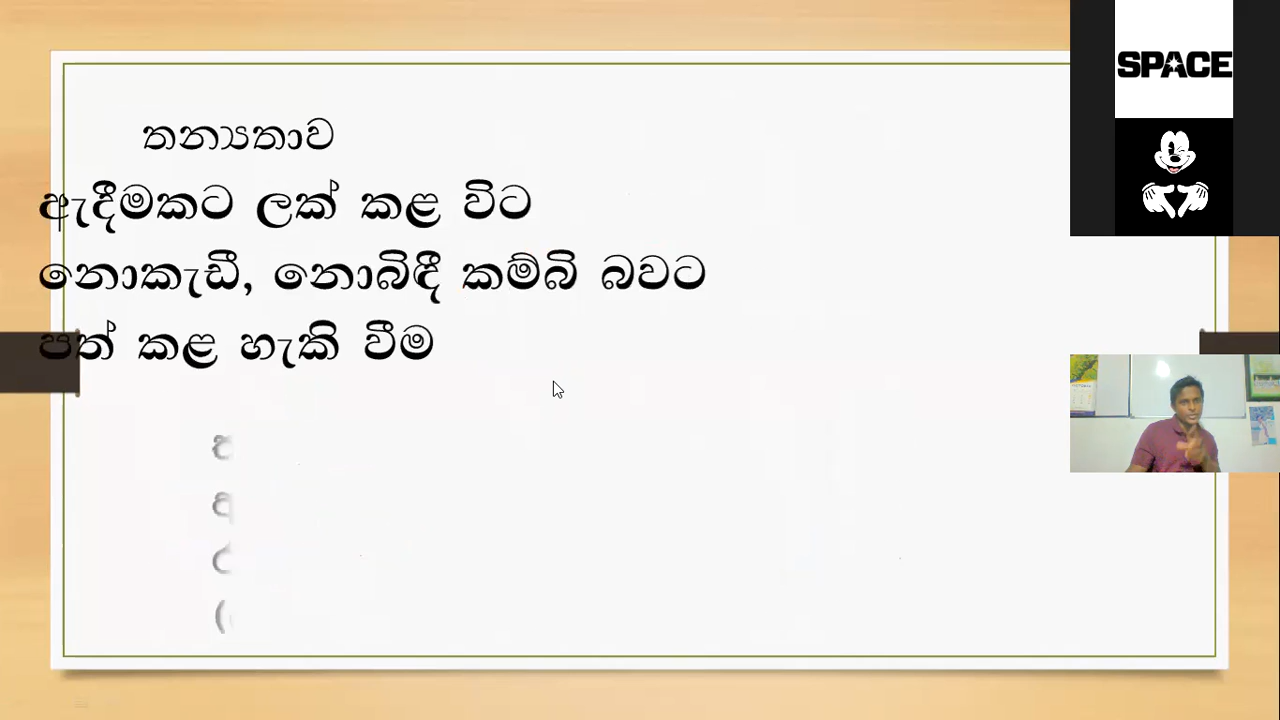 තන්‍යතාව
ඇදීමකට ලක් කළ විට
නොකැඩී, නොබිඳී කම්බි බවට
පත් කළ හැකි වීම
SPACE